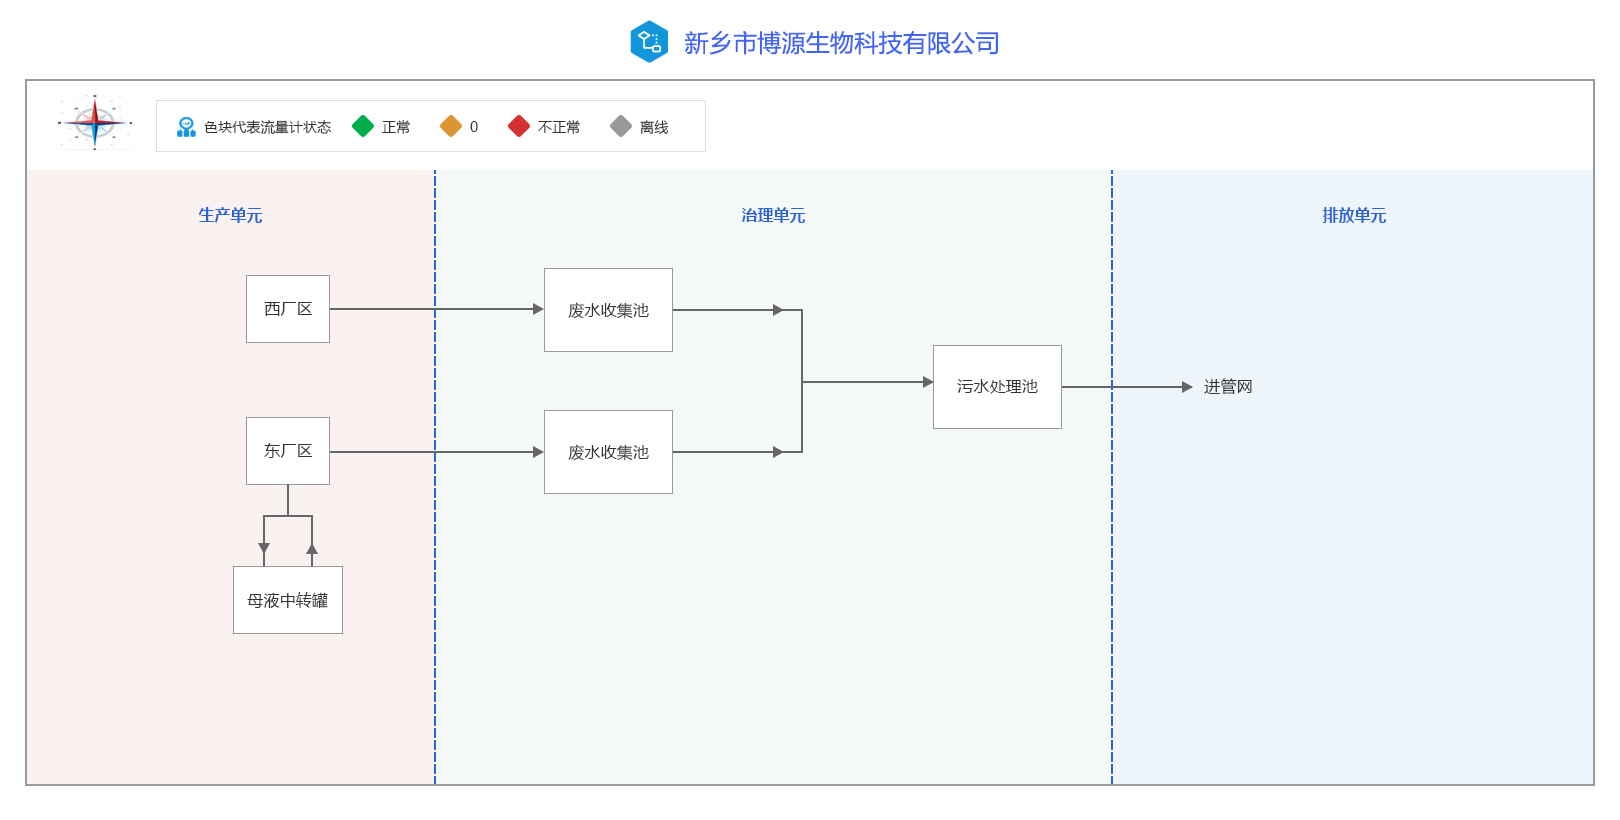 新乡市博源生物科技有限公司
色块代表流量计状态 正常 0 不正常 离线
生产单元 治理单元 排放单元
西厂区 废水收集池
污水处理池 进管网
东厂区 废水收集池
母液中转罐